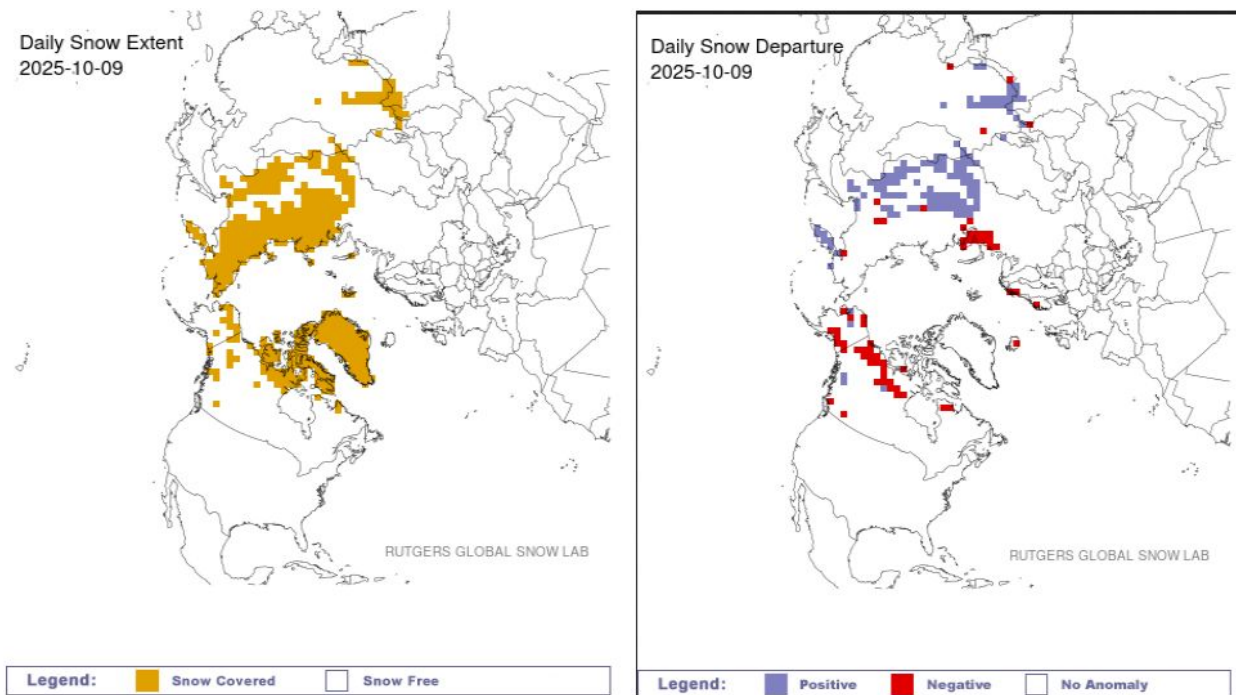 Daily Snow Extent
2025-10-09
RUTGERS GLOBAL SNOW LAB
Legend: Snow Covered Snow Free
Daily Snow Departure
2025-10-09
RUTGERS GLOBAL SNOW LAB
Legend: Positive Negative No Anomaly